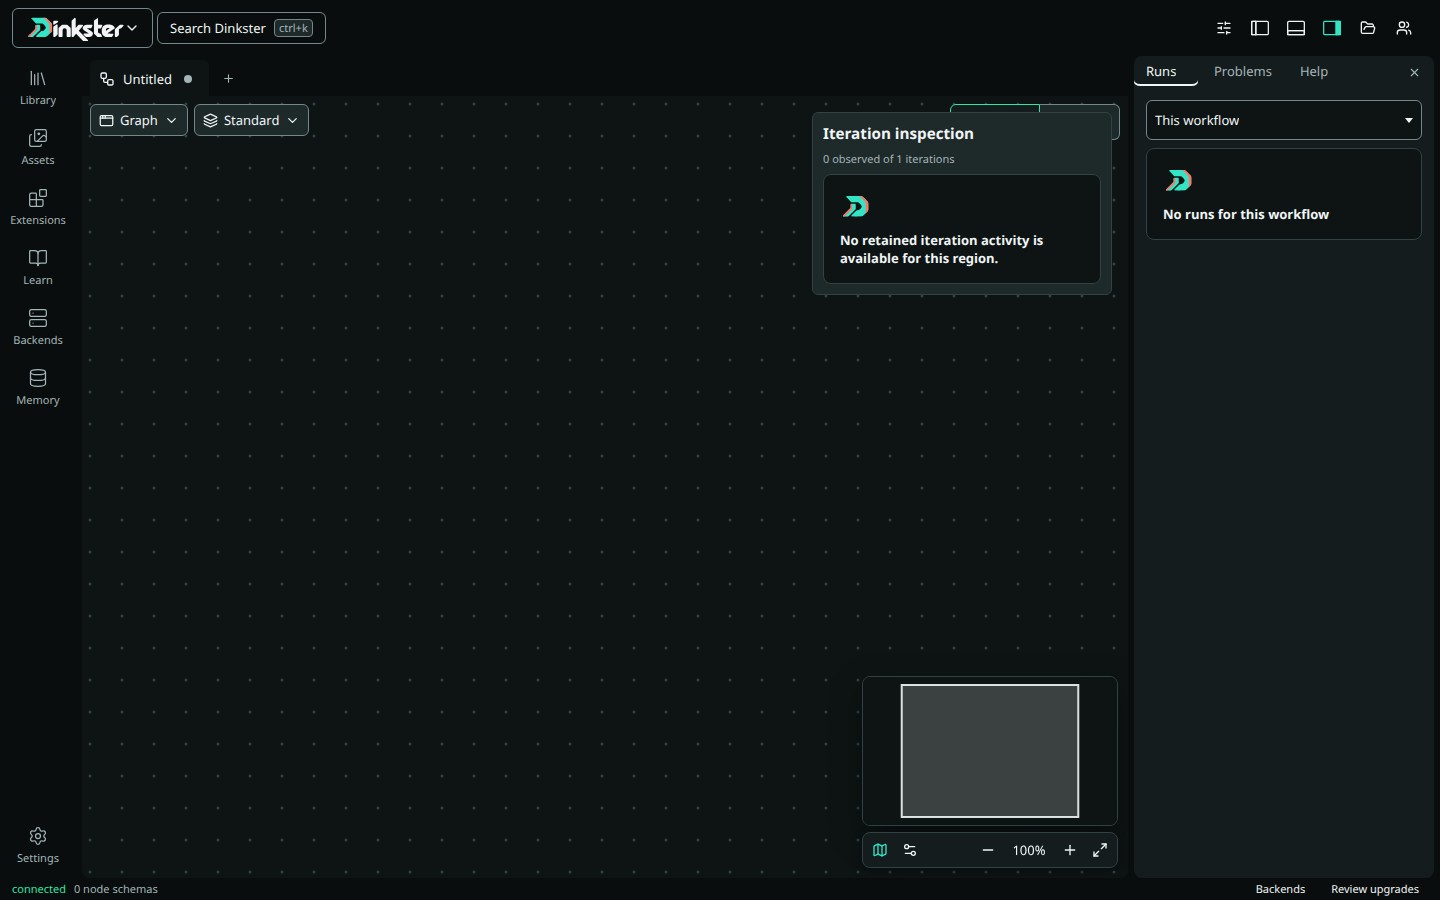 Dinkster
Search Dinkster ctrl+k
Library
Assets
Extensions
Learn
Backends
Memory
Settings
Untitled
Graph
Standard
Iteration inspection
0 observed of 1 iterations
No retained iteration activity is
available for this region.
100%
Runs Problems Help
This workflow
No runs for this workflow
connected 0 node schemas
Backends Review upgrades